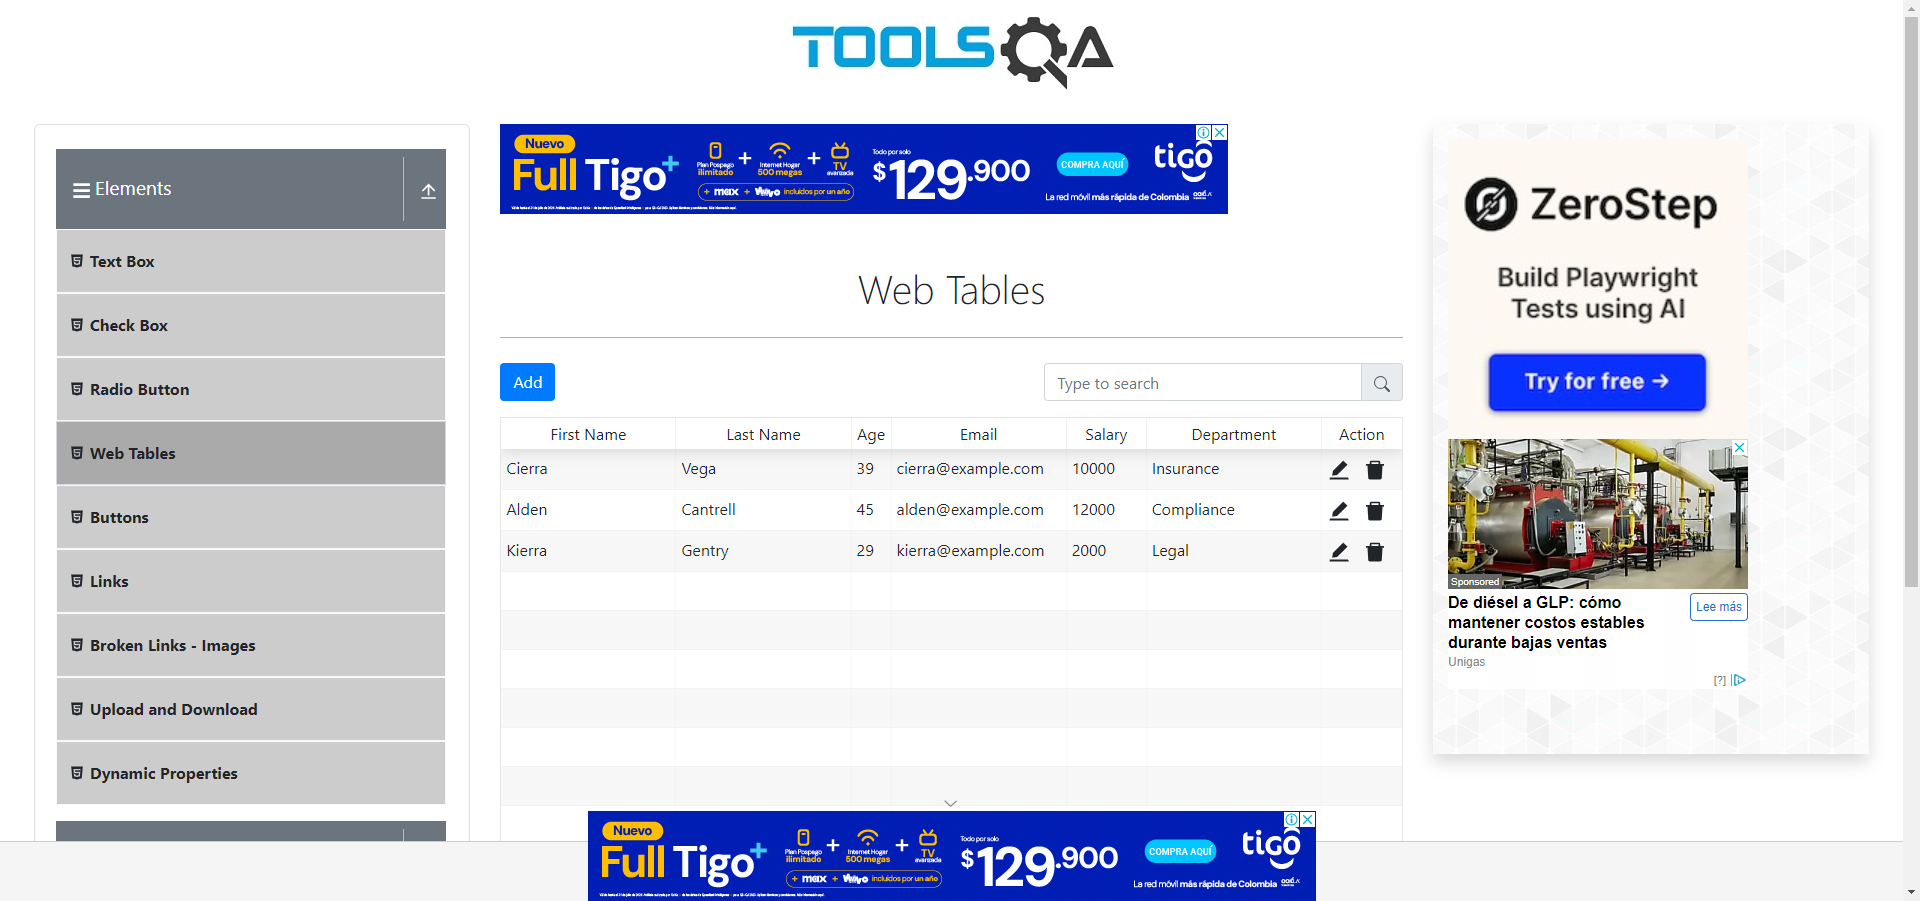 TOOLSQA
Elements
Text Box
Check Box
Radio Button
Web Tables
Buttons
Links
Broken Links - Images
Upload and Download
Dynamic Properties
Nuevo
Full Tigo+
Plan Pospago
ilimitado
+
Internet Hogar
500 megas
+
TV
avanzada
+ max + incluidos por un año
Todo por solo
$129.900
COMPRA AQUÍ
tigo
La red móvil más rápida de Colombia
Web Tables
Add
Type to search
First Name Last Name Age Email Salary Department Action
Cierra Vega 39 cierra@example.com 10000 Insurance
Alden Cantrell 45 alden@example.com 12000 Compliance
Kierra Gentry 29 kierra@example.com 2000 Legal
ZeroStep
Build Playwright
Tests using AI
Try for free →
Sponsored
De diésel a GLP: cómo
mantener costos estables
durante bajas ventas
Lee más
Unigas
[?]
Nuevo
Full Tigo+
Plan Pospago
ilimitado
+
Internet Hogar
500 megas
+
TV
avanzada
+ max + incluidos por un año
Todo por solo
$129.900
COMPRA AQUÍ
tigo
La red móvil más rápida de Colombia